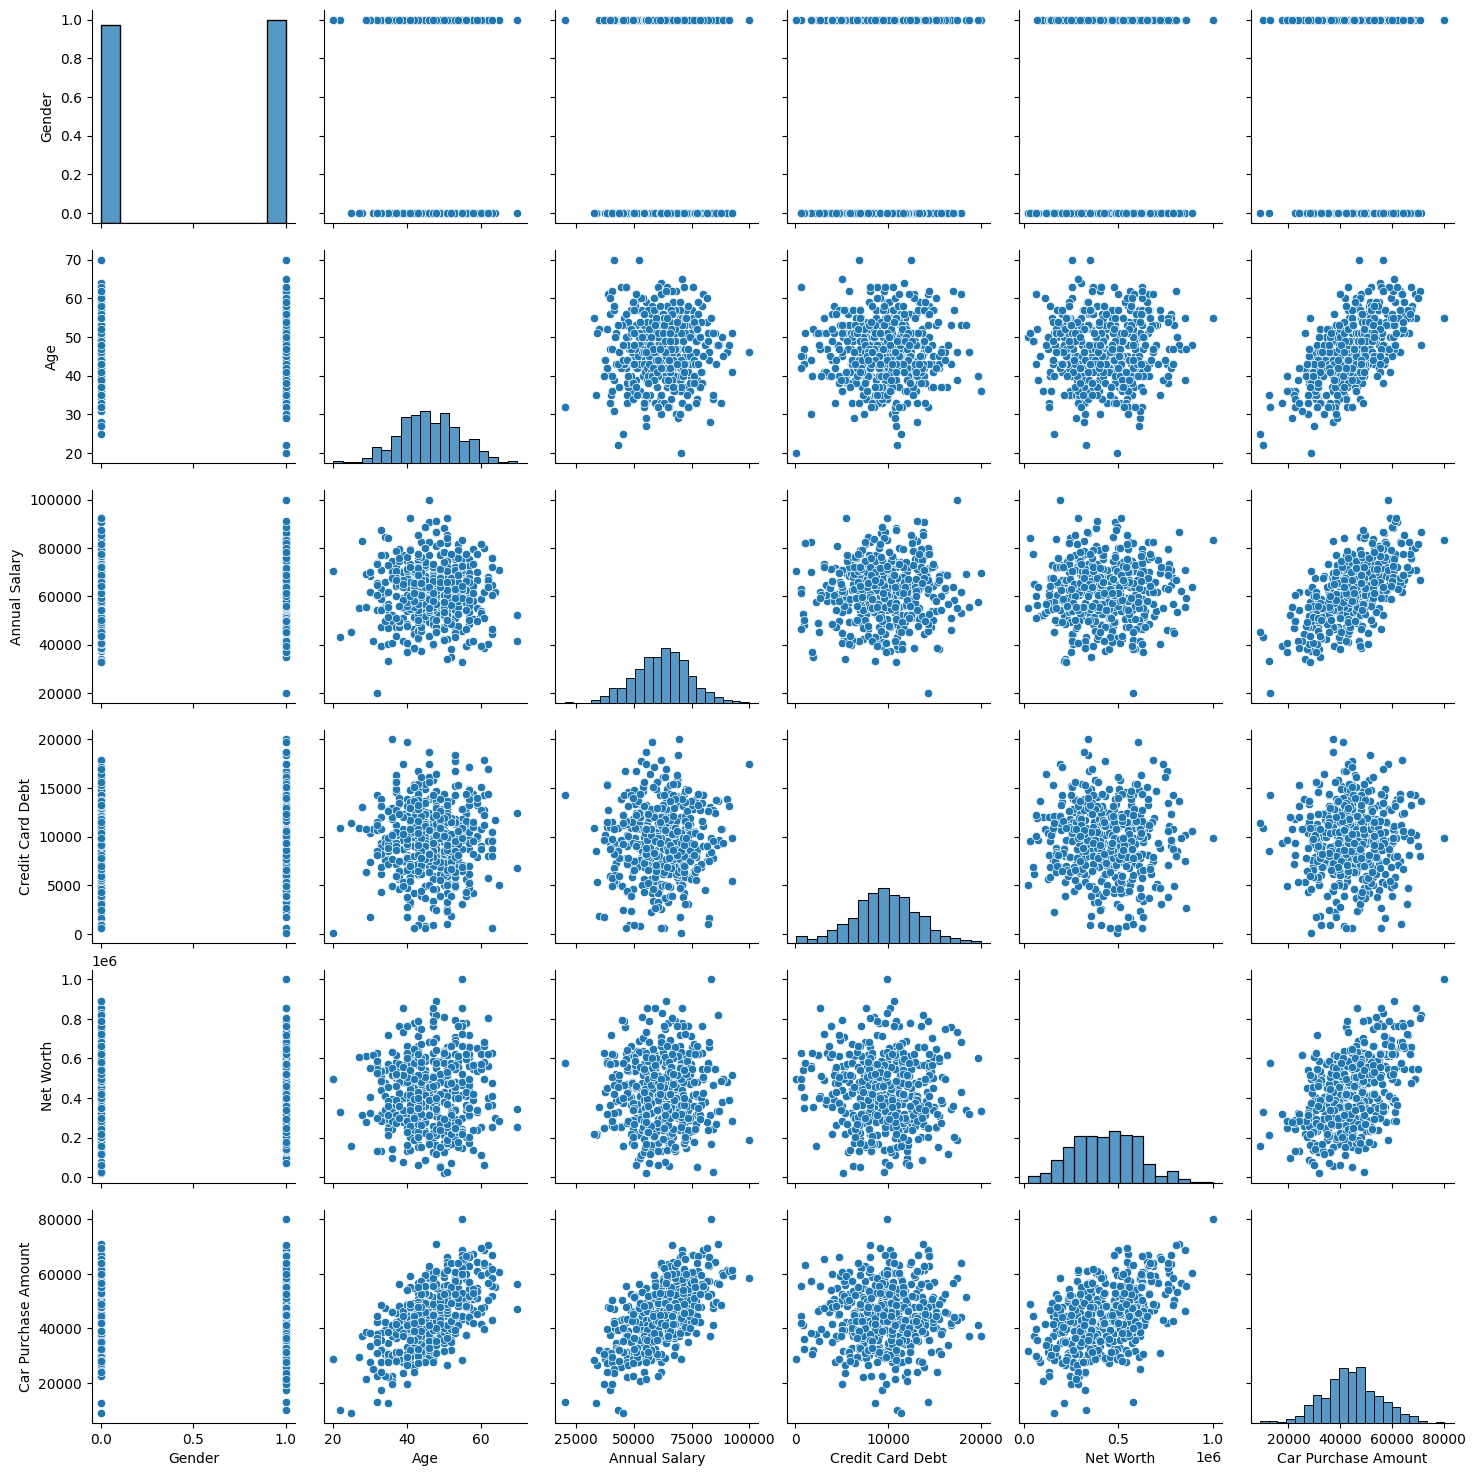 1.0
0.8
0.6
0.4
0.2
0.0
Gender
70
60
50
40
30
20
Age
100000
80000
60000
40000
20000
Annual Salary
20000
15000
10000
5000
0
Credit Card Debt
1e6
1.0
0.8
0.6
0.4
0.2
0.0
Net Worth
80000
60000
40000
20000
Car Purchase Amount
0.0 0.5 1.0
Gender
20 40 60
Age
25000 50000 75000 100000
Annual Salary
0 10000 20000
Credit Card Debt
0.0 0.5 1.0
1e6
Net Worth
20000 40000 60000 80000
Car Purchase Amount